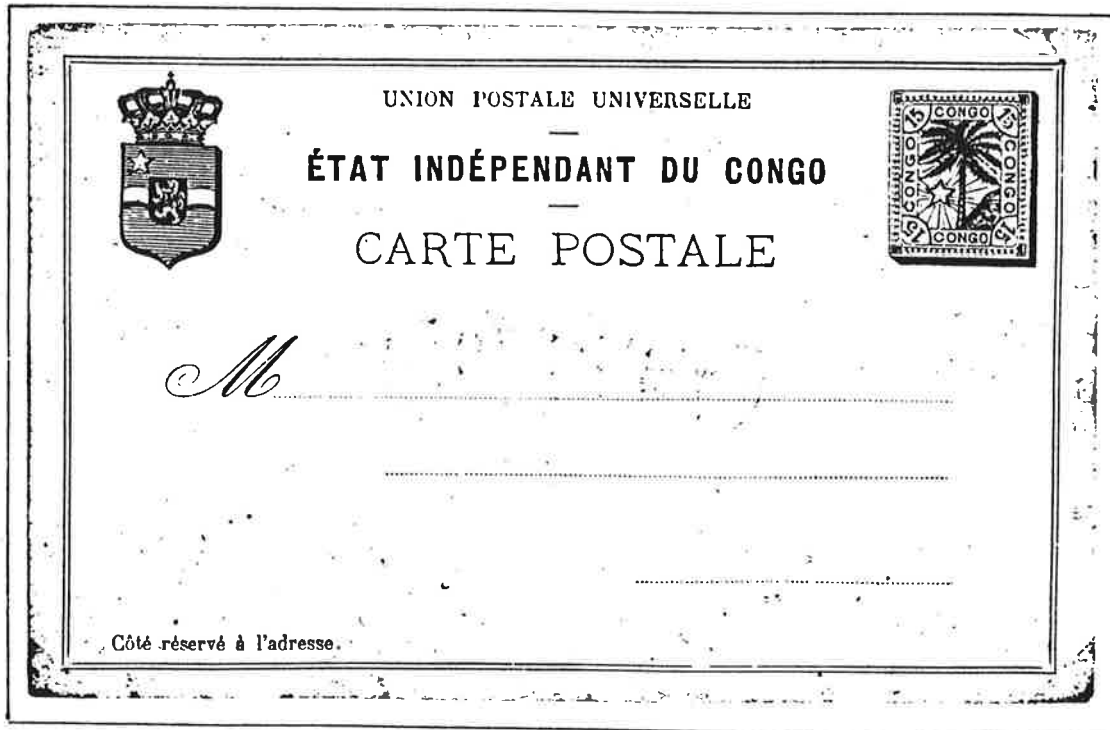 UNION POSTALE UNIVERSELLE
ÉTAT INDÉPENDANT DU CONGO
CARTE POSTALE
15 CONGO 15
CONGO CONGO
15 CONGO 15
M
Côté réservé à l'adresse.